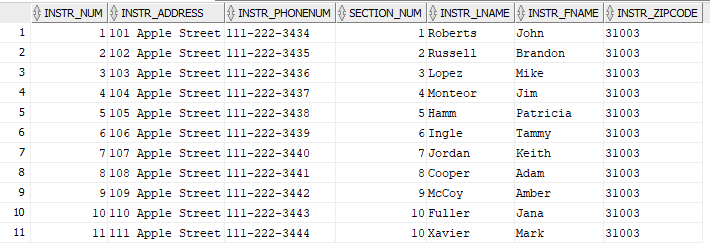 INSTR_NUM INSTR_ADDRESS INSTR_PHONENUM SECTION_NUM INSTR_LNAME INSTR_FNAME INSTR_ZIPCODE
1 1 101 Apple Street 111-222-3434 1 Roberts John 31003
2 2 102 Apple Street 111-222-3435 2 Russell Brandon 31003
3 3 103 Apple Street 111-222-3436 3 Lopez Mike 31003
4 4 104 Apple Street 111-222-3437 4 Monteor Jim 31003
5 5 105 Apple Street 111-222-3438 5 Hamm Patricia 31003
6 6 106 Apple Street 111-222-3439 6 Ingle Tammy 31003
7 7 107 Apple Street 111-222-3440 7 Jordan Keith 31003
8 8 108 Apple Street 111-222-3441 8 Cooper Adam 31003
9 9 109 Apple Street 111-222-3442 9 McCoy Amber 31003
10 10 110 Apple Street 111-222-3443 10 Fuller Jana 31003
11 11 111 Apple Street 111-222-3444 10 Xavier Mark 31003